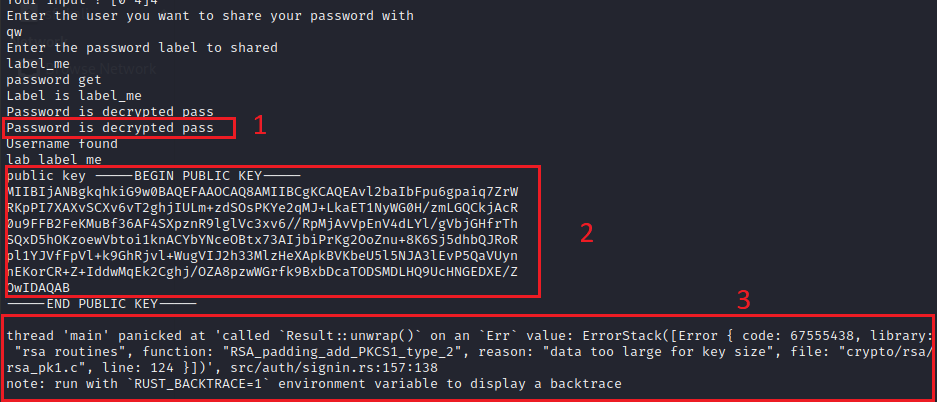 Your input ? [0-4]4
Enter the user you want to share your password with
qw
Enter the password label to shared
label_me
password get
Label is label_me
Password is decrypted pass
Password is decrypted pass
1
Username found
lab label me
public key -----BEGIN PUBLIC KEY-----
MIIBIjANBgkqhkiG9w0BAQEFAAOCAQ8AMIIBCgKCAQEAvl2baIbFpu6gpaiq7ZrW
RKpPI7XAXvSCXv6vT2ghjIULm+zdSOsPKYe2qMJ+LkaET1NyWG0H/zmLGQCkjAcR
0u9FFB2FeKMuBf36AF4SXpznR9lglVc3xv6//RpMjAvVpEnV4dLYl/gVbjGHfrTh
SQxD5hOKzoewVbtoi1knACYbYNceOBtx73AIjbiPrKg2OoZnu+8K6Sj5dhbQJRoR
pl1YJVfFpVl+k9GhRjvl+WugVIJ2h33MlzHeXApkBVKbeU5l5NJA3lEvP5QaVUyn
nEKorCR+Z+IddwMqEk2Cghj/OZA8pzwWGrfk9BxbDcaTODSMDLHQ9UcHNGEDXE/Z
OwIDAQAB
-----END PUBLIC KEY-----
2
3
thread 'main' panicked at 'called `Result::unwrap()` on an `Err` value: ErrorStack([Error { code: 67555438, library:
"rsa routines", function: "RSA_padding_add_PKCS1_type_2", reason: "data too large for key size", file: "crypto/rsa/
rsa_pk1.c", line: 124 }])', src/auth/signin.rs:157:138
note: run with `RUST_BACKTRACE=1` environment variable to display a backtrace